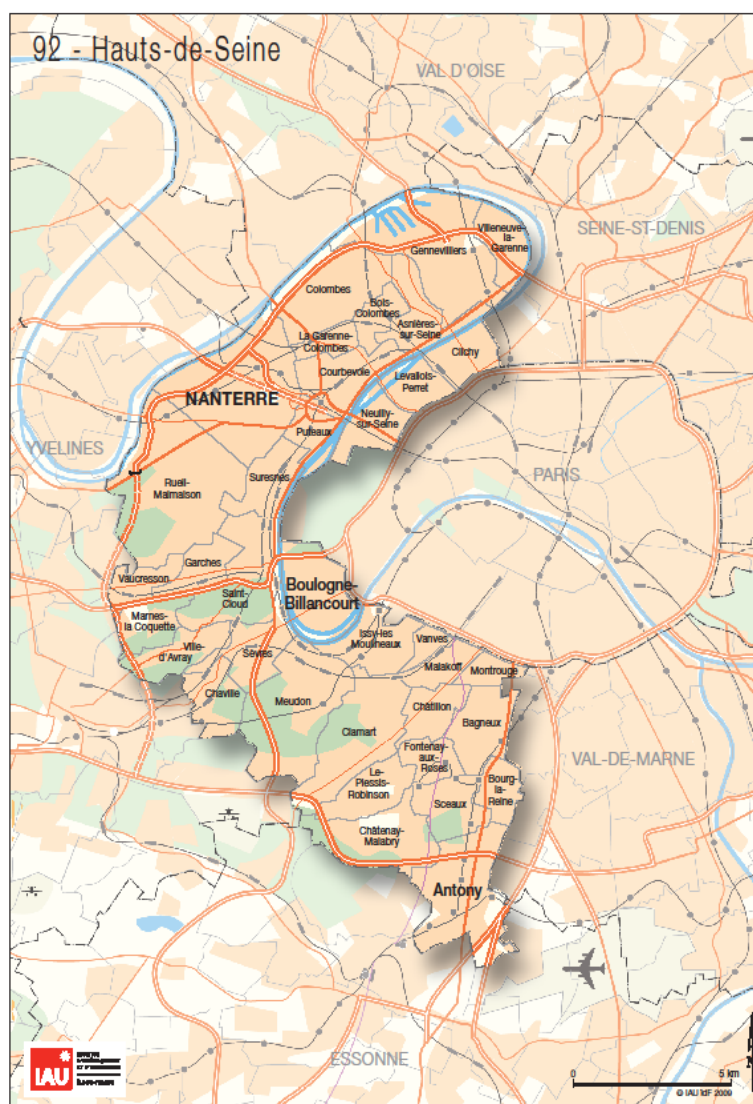 92 - Hauts-de-Seine
VAL D'OISE
SEINE-ST-DENIS
Villeneuve-
la-
Garenne
Gennevilliers
Colombes
Bois-
Colombes
Asnières-
sur-Seine
La Garenne-
Colombes
Clichy
Courbevoie
Levallois-
Perret
NANTERRE
Neuilly-
sur-Seine
Puteaux
YVELINES
PARIS
Suresnes
Rueil-
Malmaison
Garches
Vaucresson
Boulogne-
Billancourt
Saint-
Cloud
Marnes-
la Coquette
Issy-les
Moulineaux
Vanves
Ville-
d'Avray
Sèvres
Malakoff
Montrouge
Chaville
Meudon
Châtillon
Bagneux
Clamart
Fontenay-
aux-
Roses
VAL-DE-MARNE
Le-
Plessis-
Robinson
Bourg-
la-
Reine
Sceaux
Châtenay-
Malabry
Antony
ESSONNE
IAU
0
5 km
© IAU îdF 2009